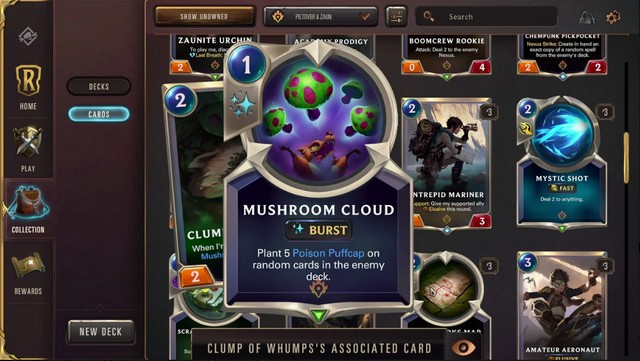 SHOW UNOWNED
PILTOVER & ZAUN
Search
ZAUNITE URCHIN
ACADEMY PRODIGY
BOOMCREW ROOKIE
Attack: Deal 2 to the enemy
Nexus.
CHEMPUNK PICKPOCKET
Nexus Strike: Create in hand an
exact copy of a random spell
from the enemy's deck.
2
0
4
2
2
HOME
PLAY
COLLECTION
REWARDS
DECKS
CARDS
NEW DECK
2
1
MUSHROOM CLOUD
BURST
Plant 5 Poison Puffcap on
random cards in the enemy
deck.
CLUM
When I'm
Mush
2
2
INTREPID MARINER
Support: Give my supported ally
Elusive this round.
3
3
2
MYSTIC SHOT
FAST
Deal 2 to anything.
3
3
AMATEUR AERONAUT
ELUSIVE
3
CLUMP OF WHUMPS'S ASSOCIATED CARD